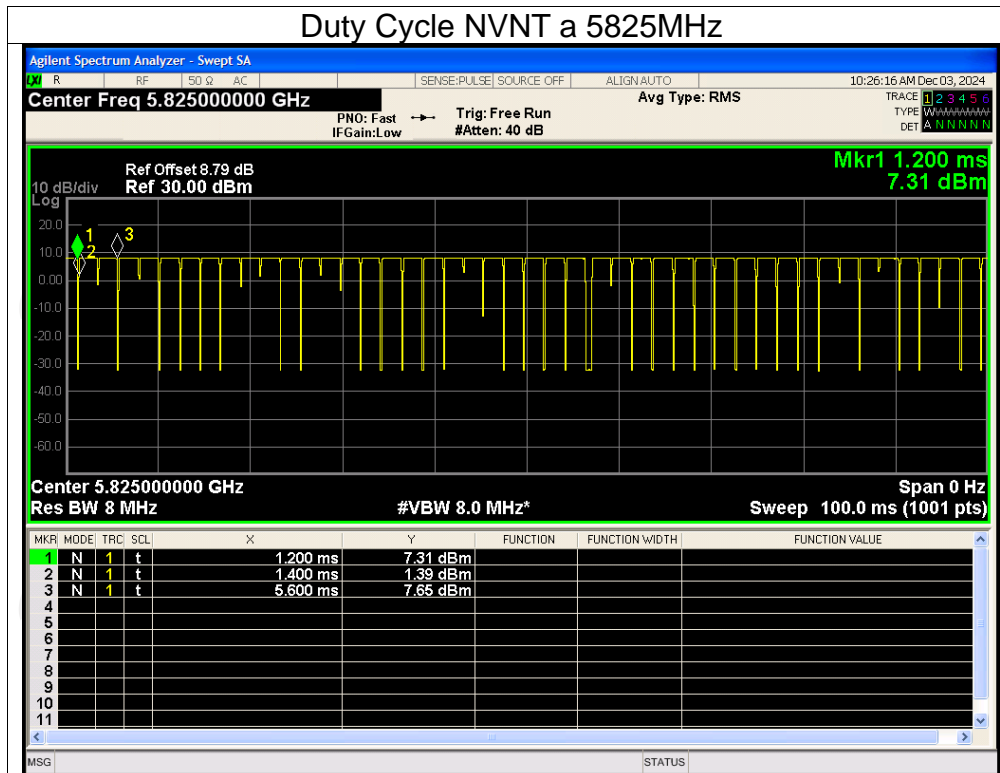 Duty Cycle NVNT a 5825MHz
Agilent Spectrum Analyzer - Swept SA
LXI R RF 50 Ω AC SENSE:PULSE SOURCE OFF ALIGN AUTO 10:26:16 AM Dec 03, 2024
Center Freq 5.825000000 GHz Avg Type: RMS TRACE 1 2 3 4 5 6
PNO: Fast Trig: Free Run TYPE WWWWWW
IFGain:Low #Atten: 40 dB DET A N N N N N
Mkr1 1.200 ms
Ref Offset 8.79 dB 7.31 dBm
10 dB/div Ref 30.00 dBm
Log
20.0
1 3
10.0 2
0.00
-10.0
-20.0
-30.0
-40.0
-50.0
-60.0
Center 5.825000000 GHz Span 0 Hz
Res BW 8 MHz #VBW 8.0 MHz* Sweep 100.0 ms (1001 pts)
MKR MODE TRC SCL X Y FUNCTION FUNCTION WIDTH FUNCTION VALUE
1 N 1 t 1.200 ms 7.31 dBm
2 N 1 t 1.400 ms 1.39 dBm
3 N 1 t 5.600 ms 7.65 dBm
4
5
6
7
8
9
10
11
MSG STATUS